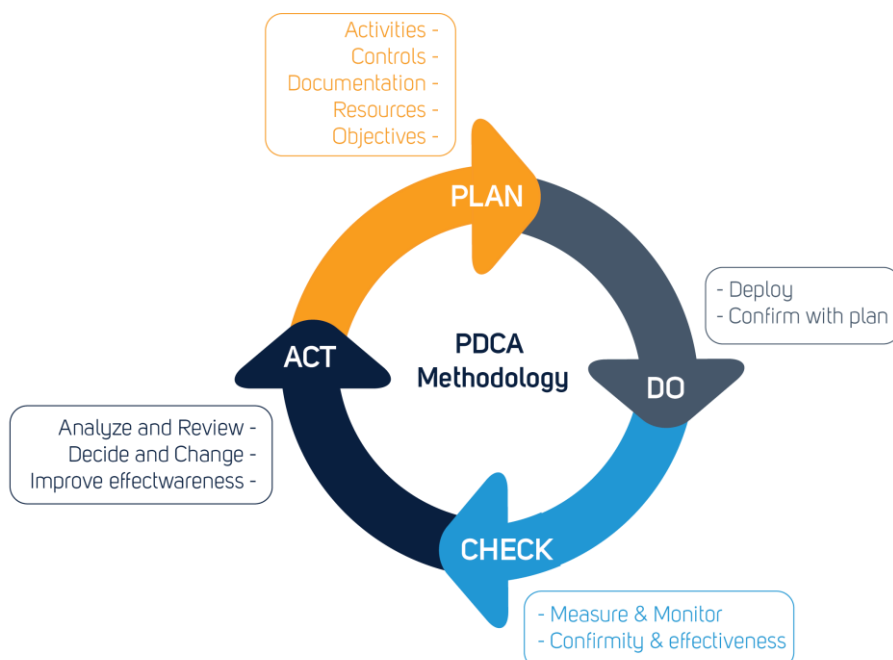 Activities -
Controls -
Documentation -
Resources -
Objectives -
PLAN
- Deploy
- Confirm with plan
DO
PDCA
Methodology
ACT
Analyze and Review -
Decide and Change -
Improve effectwareness -
CHECK
- Measure & Monitor
- Confirmity & effectiveness